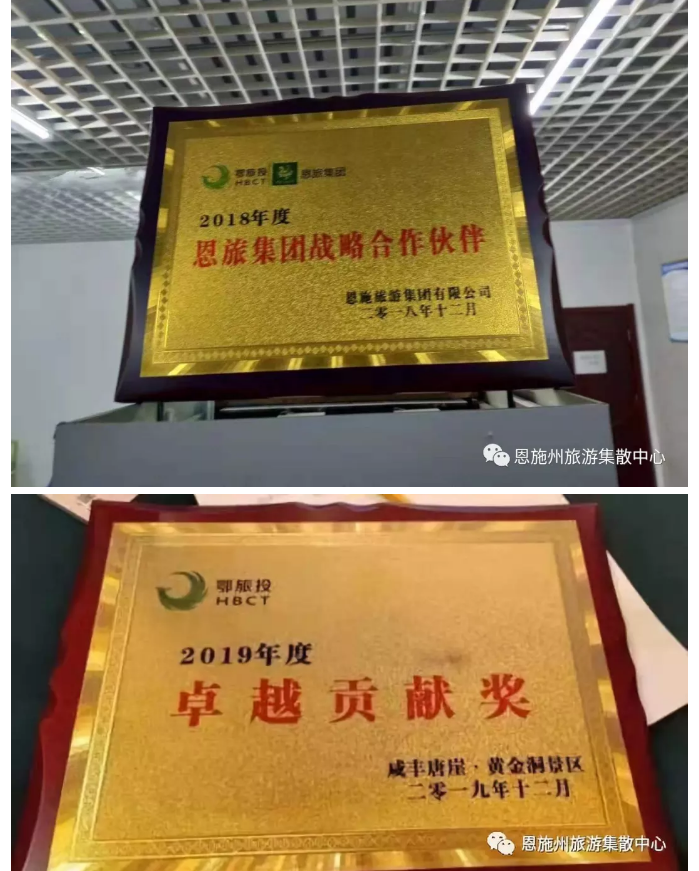 鄂旅投
HBCT
恩旅集团
2018年度
恩旅集团战略合作伙伴
恩施旅游集团有限公司
二零一八年十二月
恩施州旅游集散中心
鄂旅投
HBCT
2019年度
卓越贡献奖
咸丰唐崖·黄金洞景区
二零一九年十二月
恩施州旅游集散中心